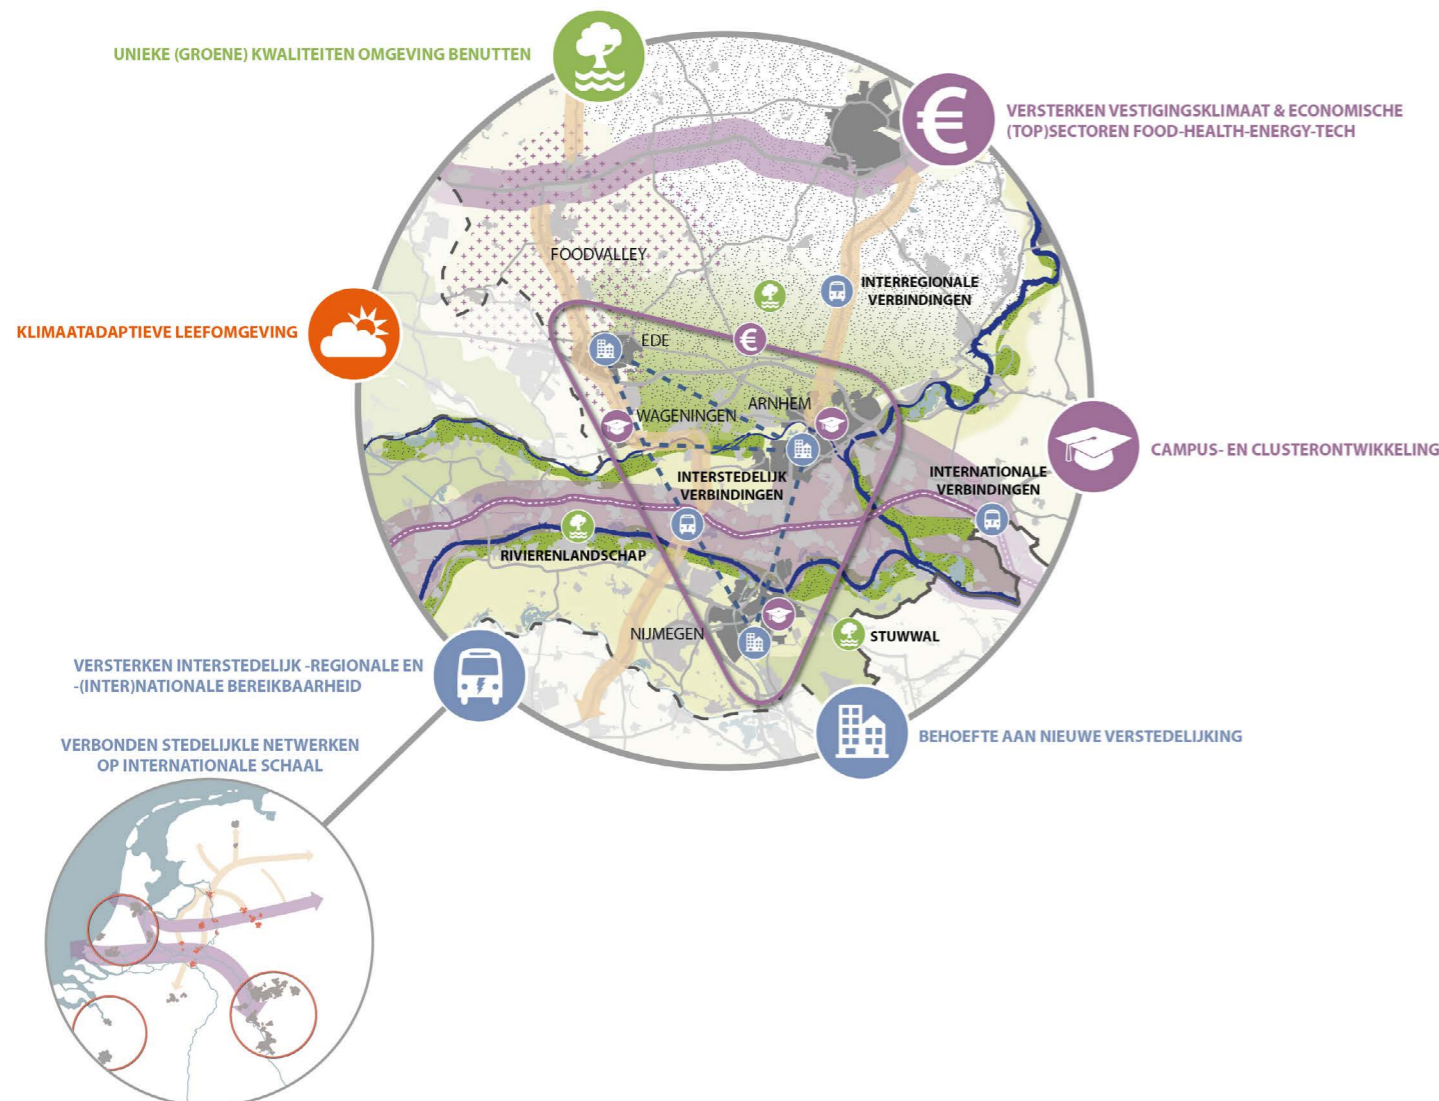 UNIEKE (GROENE) KWALITEITEN OMGEVING BENUTTEN
€
VERSTERKEN VESTIGINGSKLIMAAT & ECONOMISCHE
(TOP)SECTOREN FOOD-HEALTH-ENERGY-TECH
FOODVALLEY
INTERREGIONALE
VERBINDINGEN
KLIMAATADAPTIEVE LEEFOMGEVING
EDE
€
WAGENINGEN
ARNHEM
CAMPUS- EN CLUSTERONTWIKKELING
INTERSTEDELIJK
VERBINDINGEN
INTERNATIONALE
VERBINDINGEN
RIVIERENLANDSCHAP
NIJMEGEN
STUWWAL
VERSTERKEN INTERSTEDELIJK -REGIONALE EN
-(INTER)NATIONALE BEREIKBAARHEID
BEHOEFTE AAN NIEUWE VERSTEDELIJKING
VERBONDEN STEDELIJKLE NETWERKEN
OP INTERNATIONALE SCHAAL